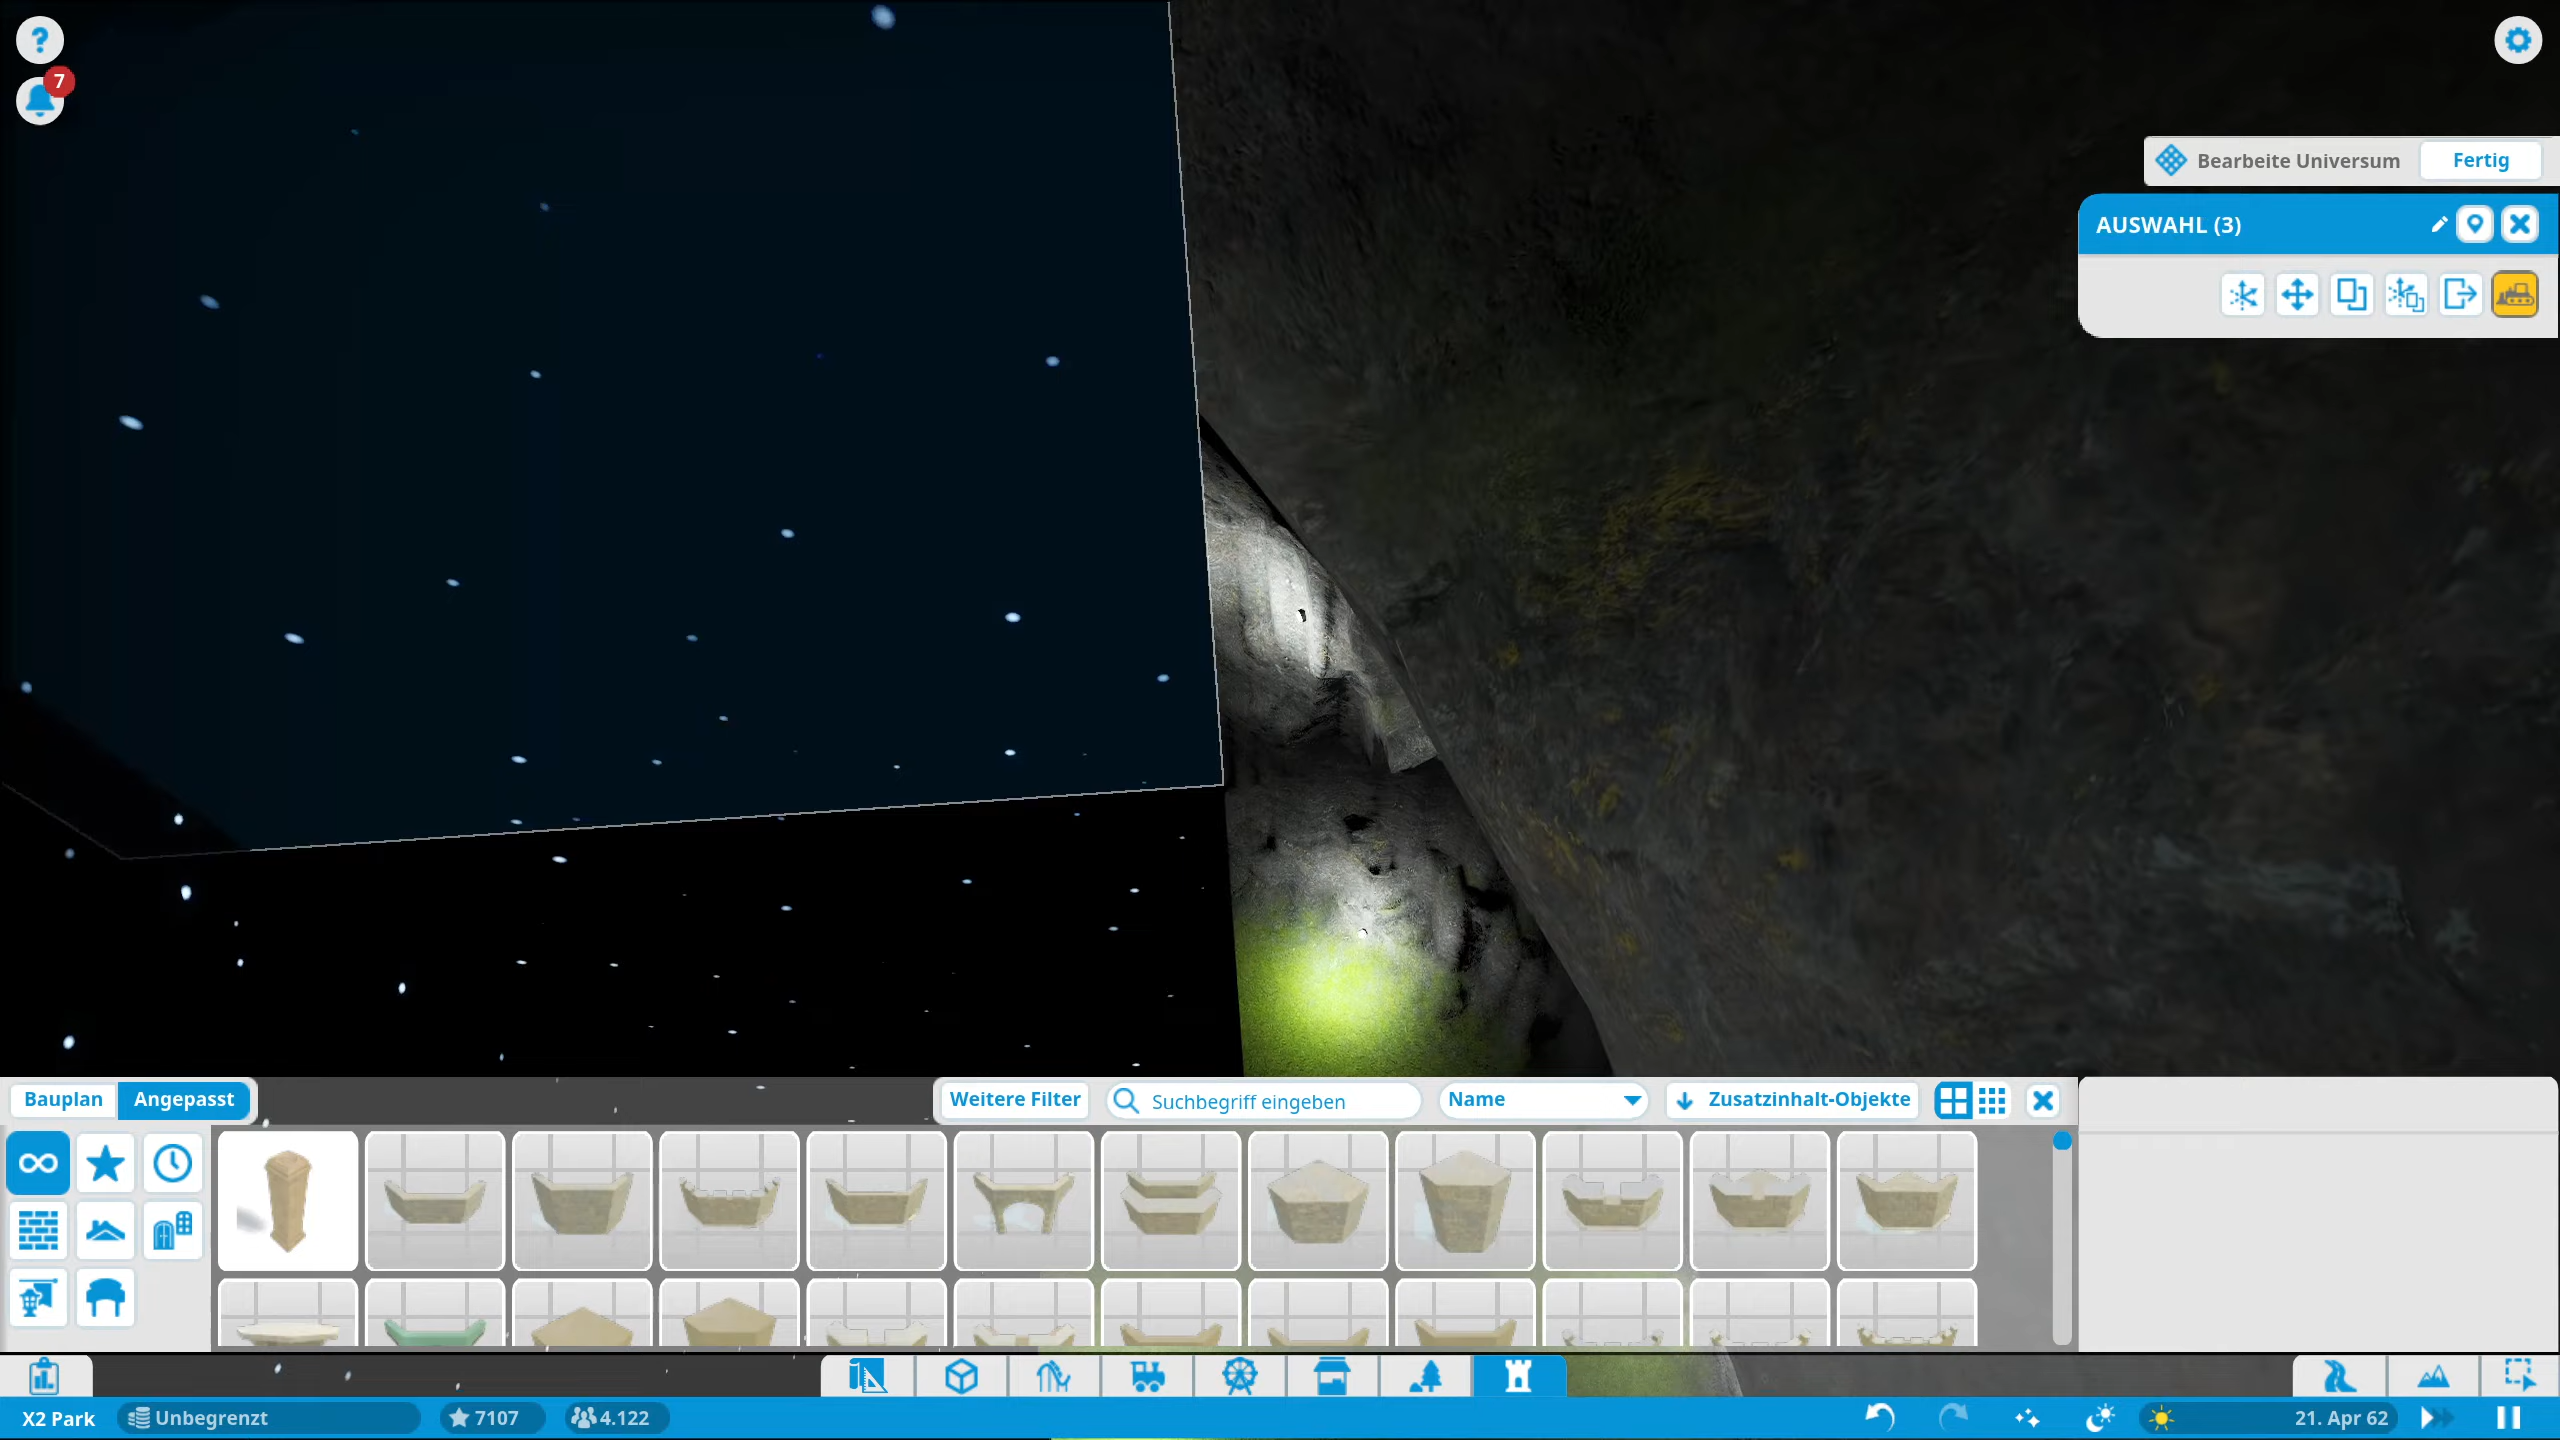 ?
7
Bearbeite Universum
Fertig
AUSWAHL (3)
Bauplan
Angepasst
Weitere Filter
Suchbegriff eingeben
Name
Zusatzinhalt-Objekte
X2 Park
Unbegrenzt
7107
4.122
21. Apr 62